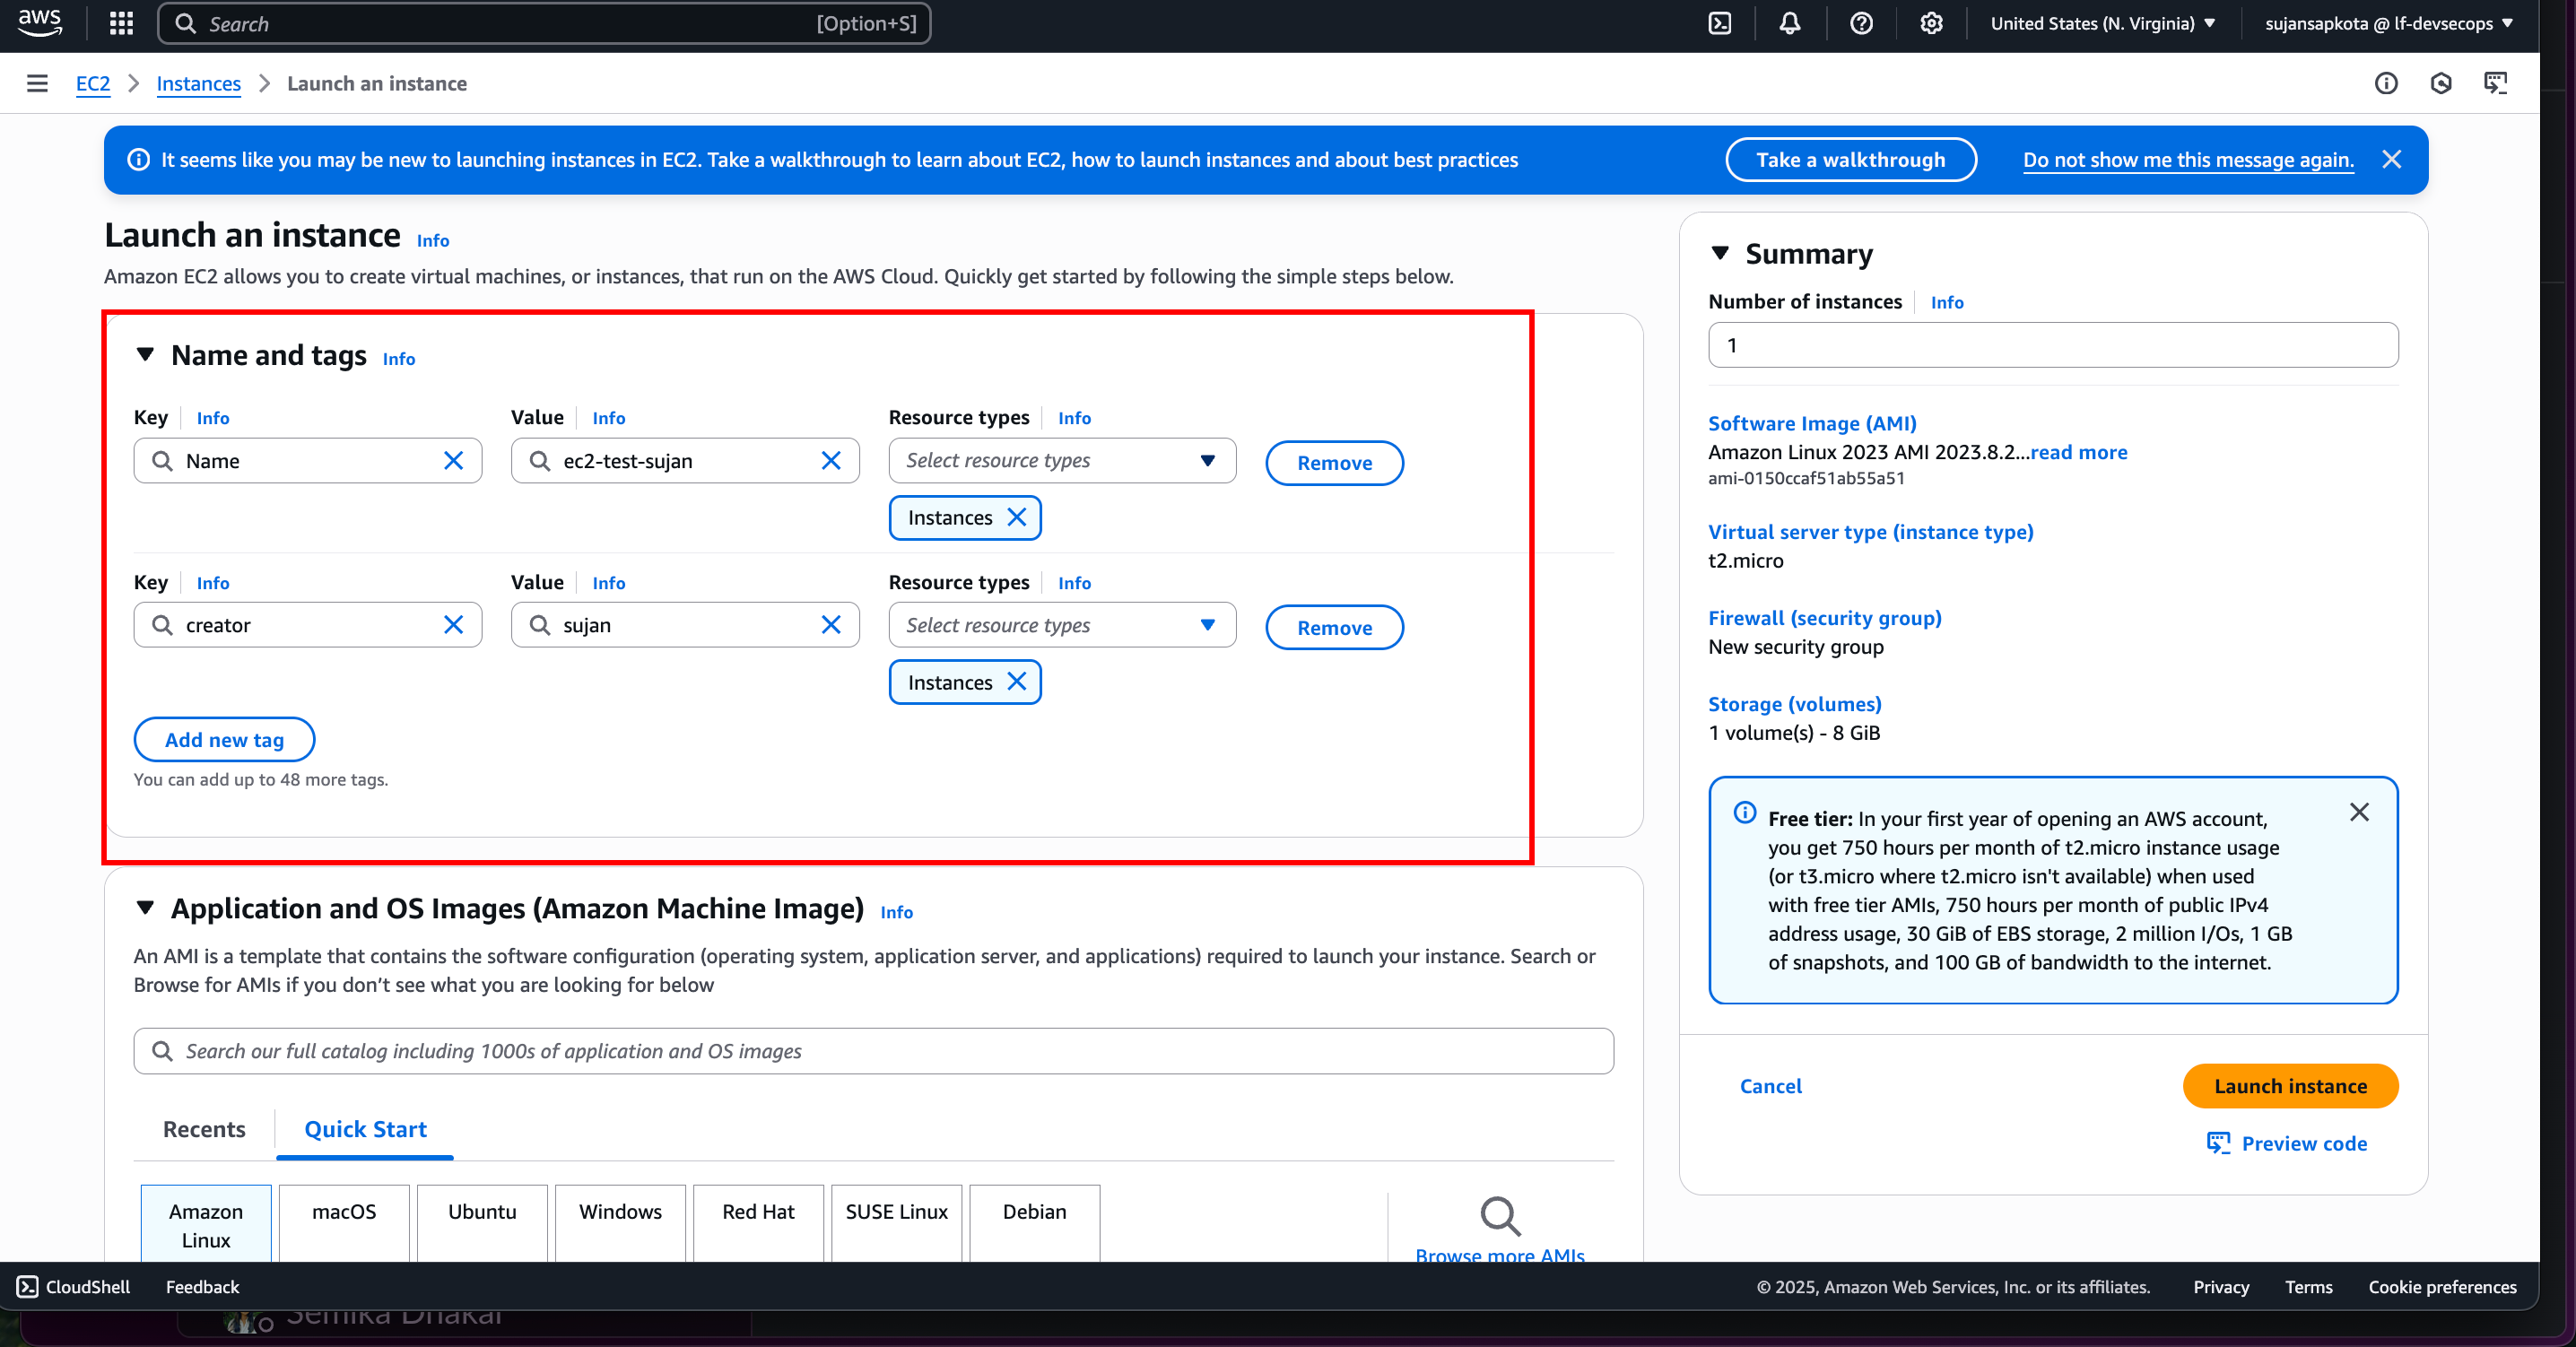 aws
Search [Option+S]
United States (N. Virginia)
sujansapkota @ lf-devsecops
EC2
Instances
Launch an instance
It seems like you may be new to launching instances in EC2. Take a walkthrough to learn about EC2, how to launch instances and about best practices
Take a walkthrough
Do not show me this message again.
Launch an instance Info
Amazon EC2 allows you to create virtual machines, or instances, that run on the AWS Cloud. Quickly get started by following the simple steps below.
Name and tags Info
Key Info Value Info Resource types Info
Name ec2-test-sujan Select resource types Remove
Instances
Key Info Value Info Resource types Info
creator sujan Select resource types Remove
Instances
Add new tag
You can add up to 48 more tags.
Application and OS Images (Amazon Machine Image) Info
An AMI is a template that contains the software configuration (operating system, application server, and applications) required to launch your instance. Search or
Browse for AMIs if you don’t see what you are looking for below
Search our full catalog including 1000s of application and OS images
Recents Quick Start
Amazon
Linux
macOS
Ubuntu
Windows
Red Hat
SUSE Linux
Debian
Browse more AMIs
Summary
Number of instances Info
1
Software Image (AMI)
Amazon Linux 2023 AMI 2023.8.2...read more
ami-0150ccaf51ab55a51
Virtual server type (instance type)
t2.micro
Firewall (security group)
New security group
Storage (volumes)
1 volume(s) - 8 GiB
Free tier: In your first year of opening an AWS account,
you get 750 hours per month of t2.micro instance usage
(or t3.micro where t2.micro isn't available) when used
with free tier AMIs, 750 hours per month of public IPv4
address usage, 30 GiB of EBS storage, 2 million I/Os, 1 GB
of snapshots, and 100 GB of bandwidth to the internet.
Cancel
Launch instance
Preview code
CloudShell Feedback
© 2025, Amazon Web Services, Inc. or its affiliates. Privacy Terms Cookie preferences
Semika Dhakal